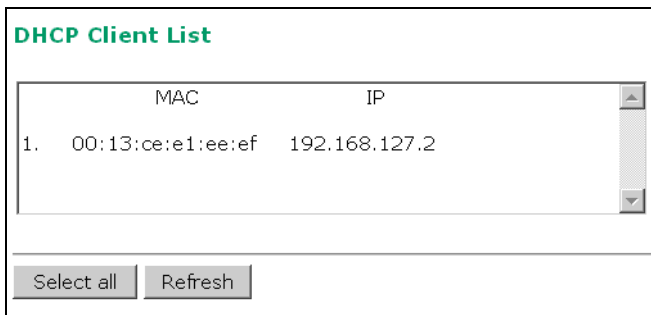 DHCP Client List
MAC IP
1. 00:13:ce:e1:ee:ef 192.168.127.2
Select all Refresh